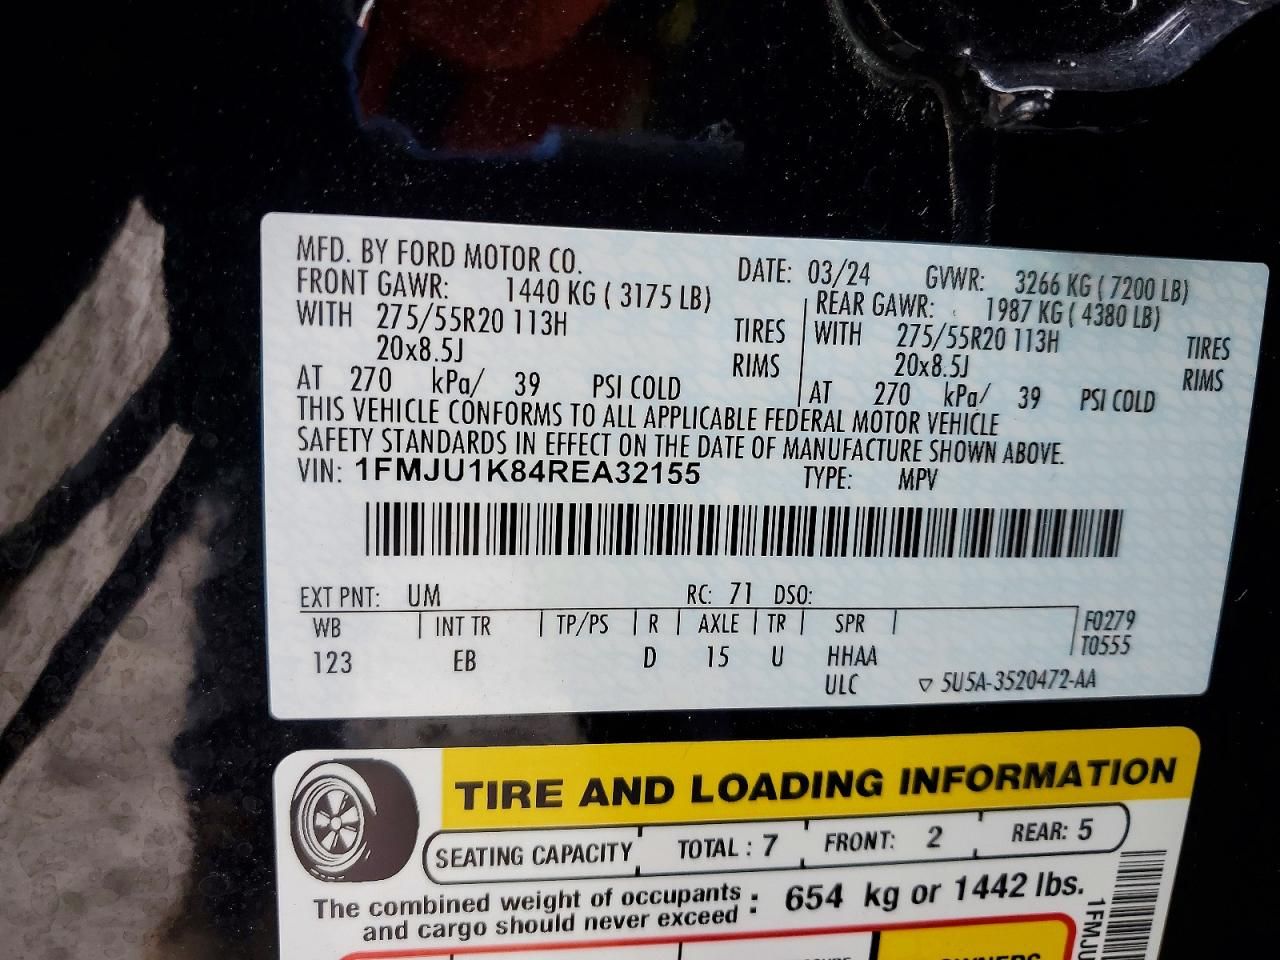 MFD. BY FORD MOTOR CO. DATE: 03/24 GVWR: 3266 KG ( 7200 LB)
FRONT GAWR: 1440 KG ( 3175 LB) REAR GAWR: 1987 KG ( 4380 LB)
WITH 275/55R20 113H TIRES WITH 275/55R20 113H TIRES
20x8.5J RIMS 20x8.5J RIMS
AT 270 kPa/ 39 PSI COLD AT 270 kPa/ 39 PSI COLD
THIS VEHICLE CONFORMS TO ALL APPLICABLE FEDERAL MOTOR VEHICLE
SAFETY STANDARDS IN EFFECT ON THE DATE OF MANUFACTURE SHOWN ABOVE.
VIN: 1FMJU1K84REA32155 TYPE: MPV
EXT PNT: UM RC: 71 DSO:
WB INT TR TP/PS R AXLE TR SPR F0279
T0555
123 EB D 15 U HHAA
ULC ▽ 5U5A-3520472-AA
TIRE AND LOADING INFORMATION
SEATING CAPACITY TOTAL : 7 FRONT: 2 REAR: 5
The combined weight of occupants
and cargo should never exceed : 654 kg or 1442 lbs.
1FMJU